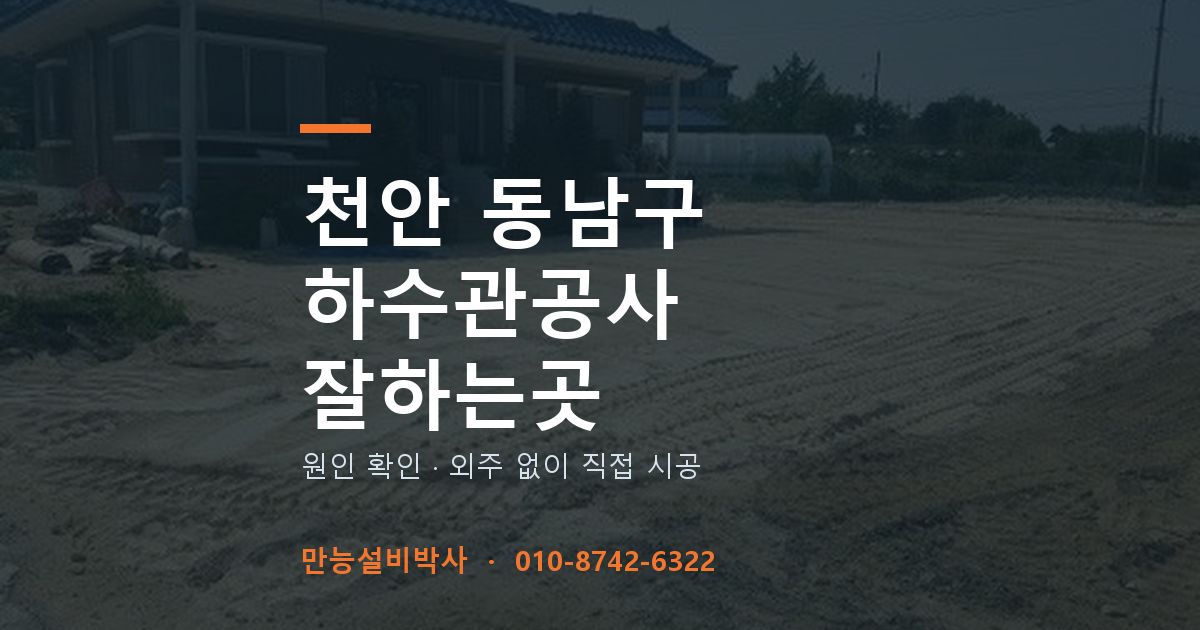 천안 동남구
하수관공사
잘하는곳
원인 확인 · 외주 없이 직접 시공
만능설비박사 · 010-8742-6322